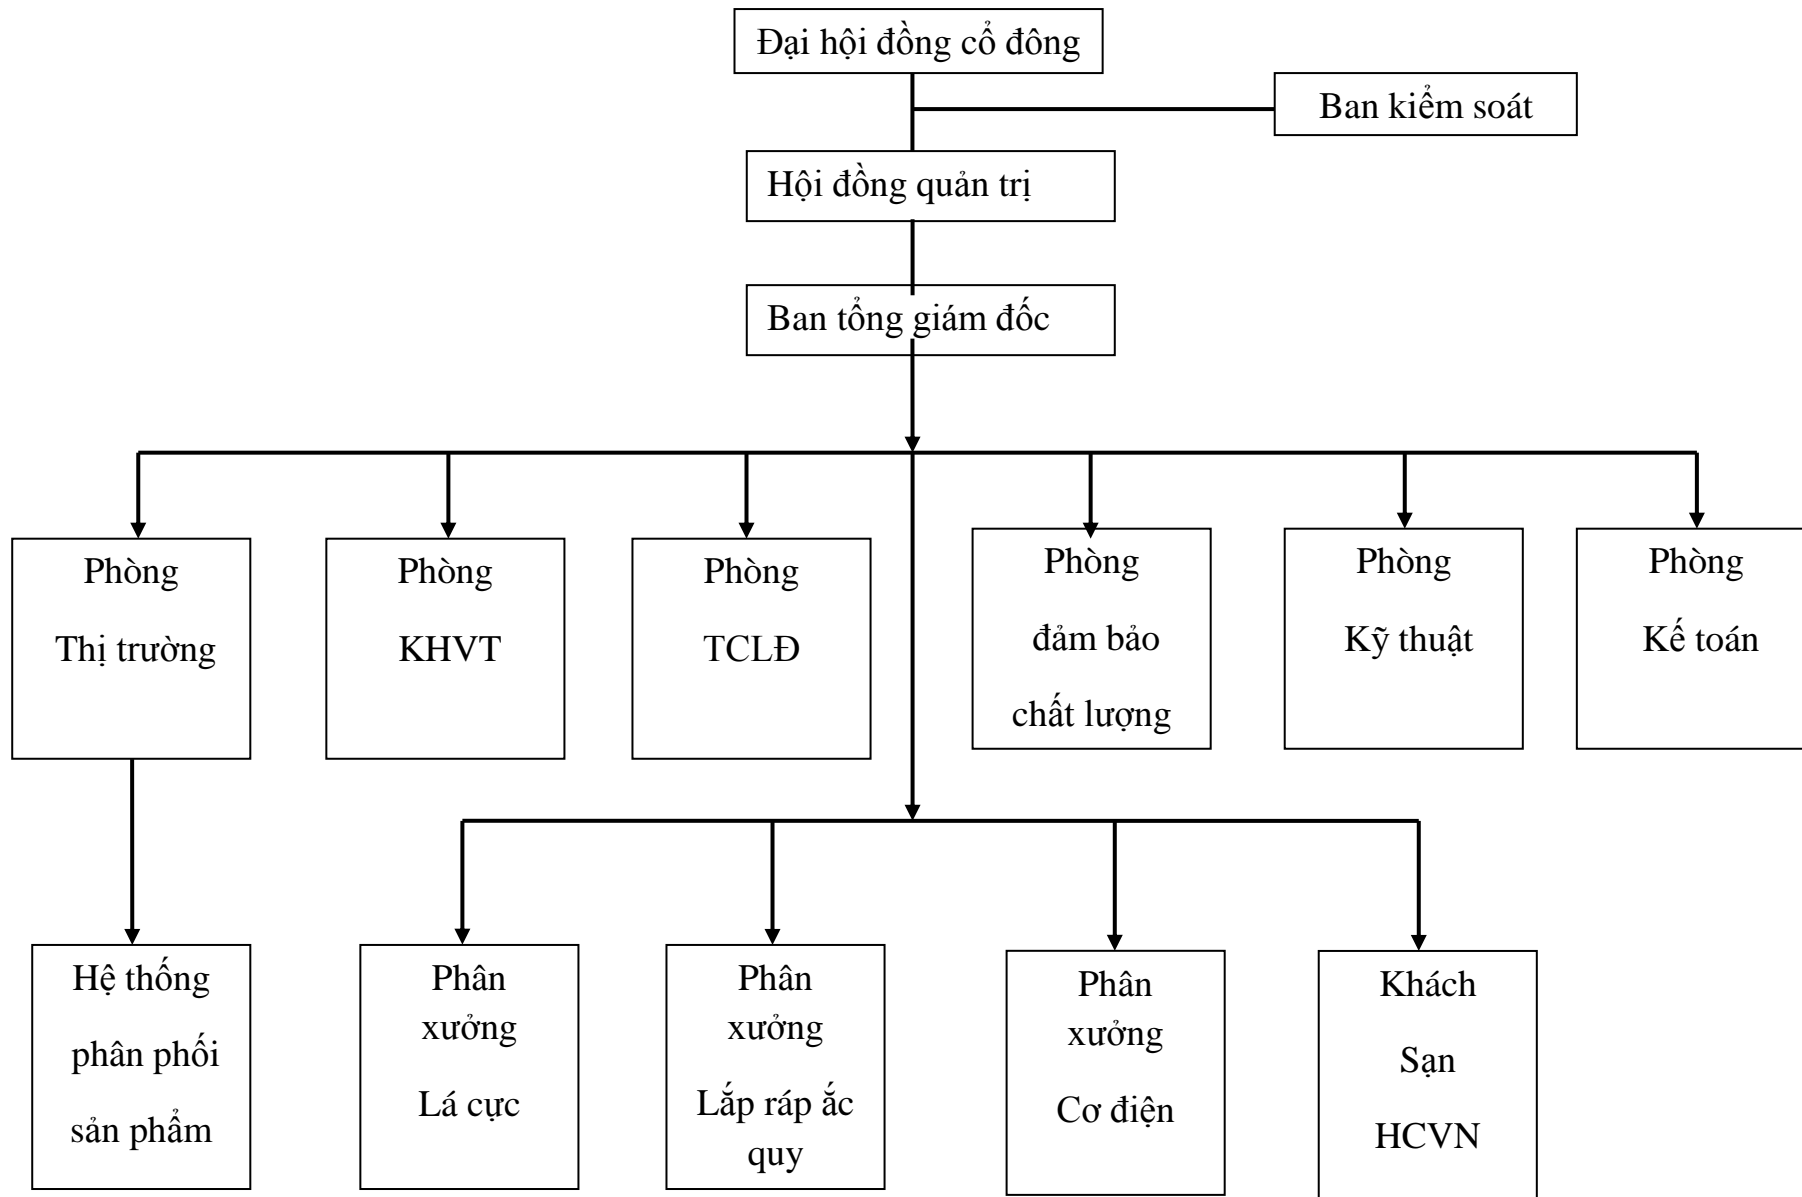 Đại hội đồng cổ đông
Ban kiểm soát
Hội đồng quản trị
Ban tổng giám đốc
Phòng
Thị trường
Phòng
KHVT
Phòng
TCLĐ
Phòng
đảm bảo
chất lượng
Phòng
Kỹ thuật
Phòng
Kế toán
Hệ thống
phân phối
sản phẩm
Phân
xưởng
Lá cực
Phân
xưởng
Lắp ráp ắc
quy
Phân
xưởng
Cơ điện
Khách
Sạn
HCVN